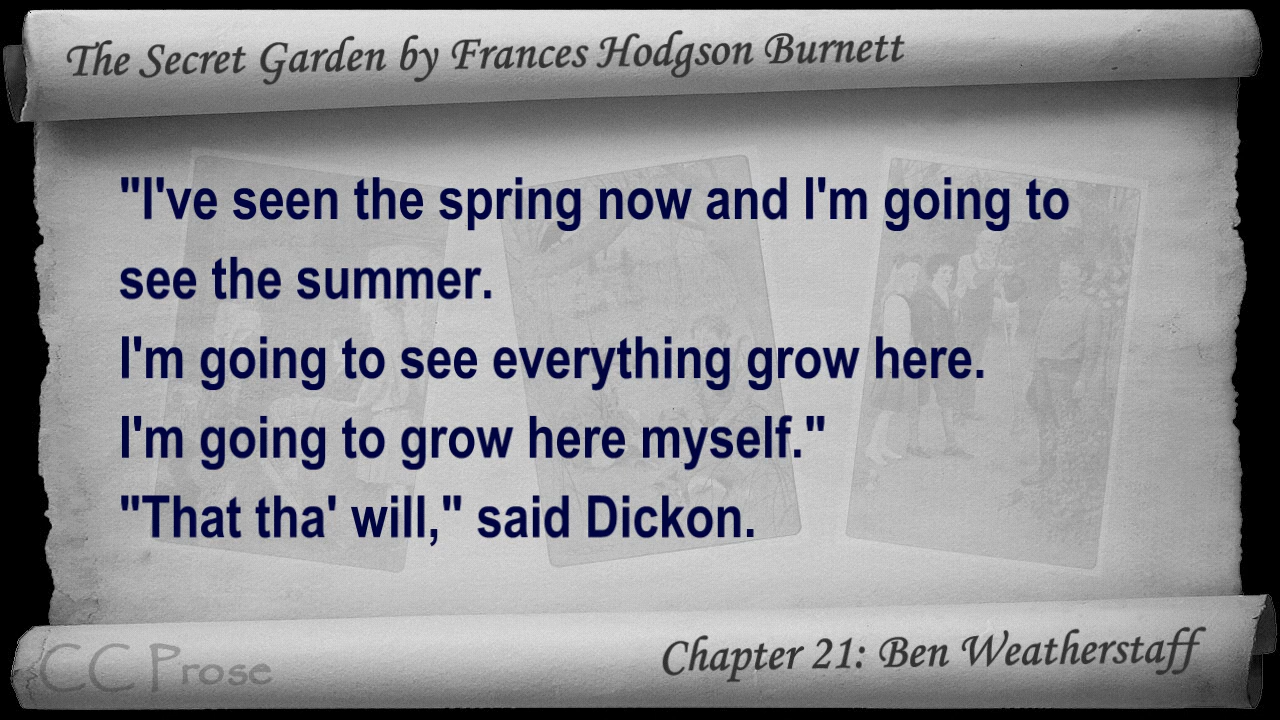 The Secret Garden by Frances Hodgson Burnett
"I've seen the spring now and I'm going to
see the summer.
I'm going to see everything grow here.
I'm going to grow here myself."
"That tha' will," said Dickon.
CC Prose
Chapter 21: Ben Weatherstaff